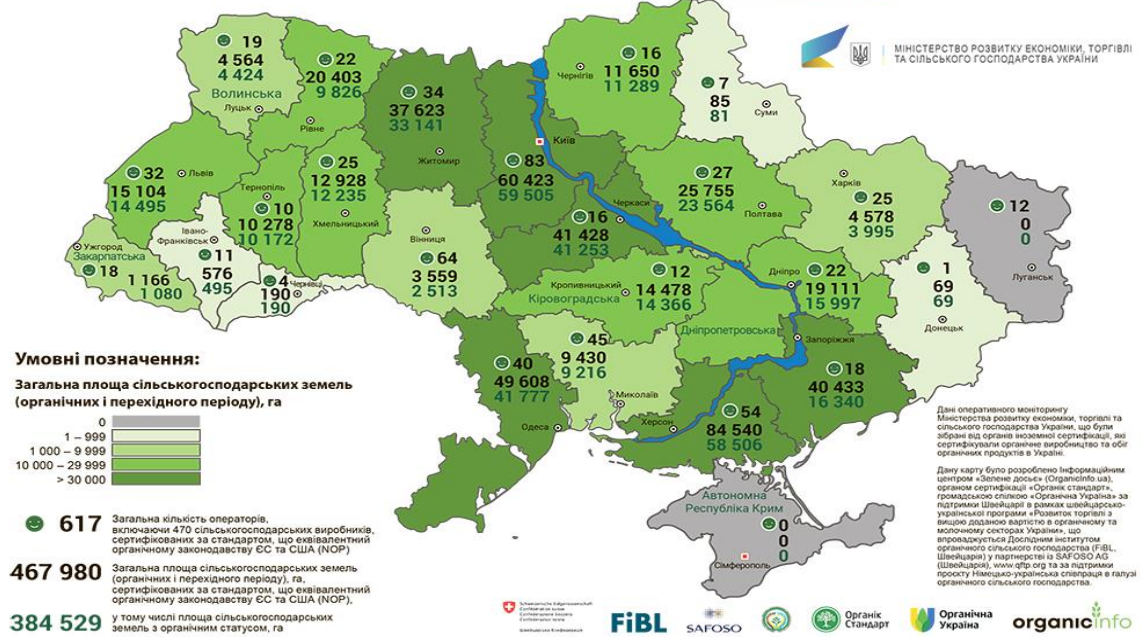 МІНІСТЕРСТВО РОЗВИТКУ ЕКОНОМІКИ, ТОРГІВЛІ
ТА СІЛЬСЬКОГО ГОСПОДАРСТВА УКРАЇНИ
19
4 564
4 424
Волинська
Луцьк
22
20 403
9 826
Рівне
34
37 623
33 141
Житомир
83
60 423
59 505
Київ
16
11 650
11 289
Чернігів
7
85
81
Суми
32
15 104
14 495
Львів
Тернопіль
10
10 278
10 172
25
12 928
12 235
Хмельницький
Черкаси
16
41 428
41 253
27
25 755
23 564
Полтава
Харків
25
4 578
3 995
12
0
0
Луганськ
Ужгород
Закарпатська
18
1 166
1 080
Івано-
Франківськ
11
576
495
4
190
190
Чернівці
Вінниця
64
3 559
2 513
12
Кропивницький
14 478
Кіровоградська
14 366
Дніпро
22
19 111
15 997
Дніпропетровська
1
69
69
Донецьк
40
49 608
41 777
Одеса
45
9 430
9 216
Миколаїв
Запоріжжя
18
40 433
16 340
54
84 540
58 506
Херсон
Автономна
Республіка Крим
0
0
0
Сімферополь
Умовні позначення:
Загальна площа сільськогосподарських земель
(органічних і перехідного періоду), га
0
1 – 999
1 000 – 9 999
10 000 – 29 999
> 30 000
617
Загальна кількість операторів,
включаючи 470 сільськогосподарських виробників,
сертифікованих за стандартом, що еквівалентний
органічному законодавству ЄС та США (NOP)
467 980
Загальна площа сільськогосподарських земель
(органічних і перехідного періоду), га,
сертифікованих за стандартом, що еквівалентний
органічному законодавству ЄС та США (NOP),
384 529
у тому числі площа сільськогосподарських
земель з органічним статусом, га
Дані оперативного моніторингу
Міністерства розвитку економіки, торгівлі та
сільського господарства України, що були
зібрані від органів іноземної сертифікації, які
сертифікували органічне виробництво та обіг
органічних продуктів в Україні.
Дану карту було розроблено Інформаційним
центром «Зелене досьє» (OrganicInfo.ua),
органом сертифікації «Органік стандарт»,
громадською спілкою «Органічна Україна» за
підтримки Швейцарії в рамках швейцарсько-
української програми «Розвиток торгівлі з
вищою доданою вартістю в органічному та
молочному секторах України», що
впроваджується Дослідним інститутом
органічного сільського господарства (FiBL,
Швейцарія) у партнерстві із SAFOSO AG
(Швейцарія), www.qftp.org та за підтримки
проєкту Німецько-українська співпраця в галузі
органічного сільського господарства.
Schweizerische Eidgenossenschaft
Confédération suisse
Confederazione Svizzera
Confederaziun svizra
FiBL
SAFOSO
Органік
Стандарт
Органічна
Україна
organicinfo